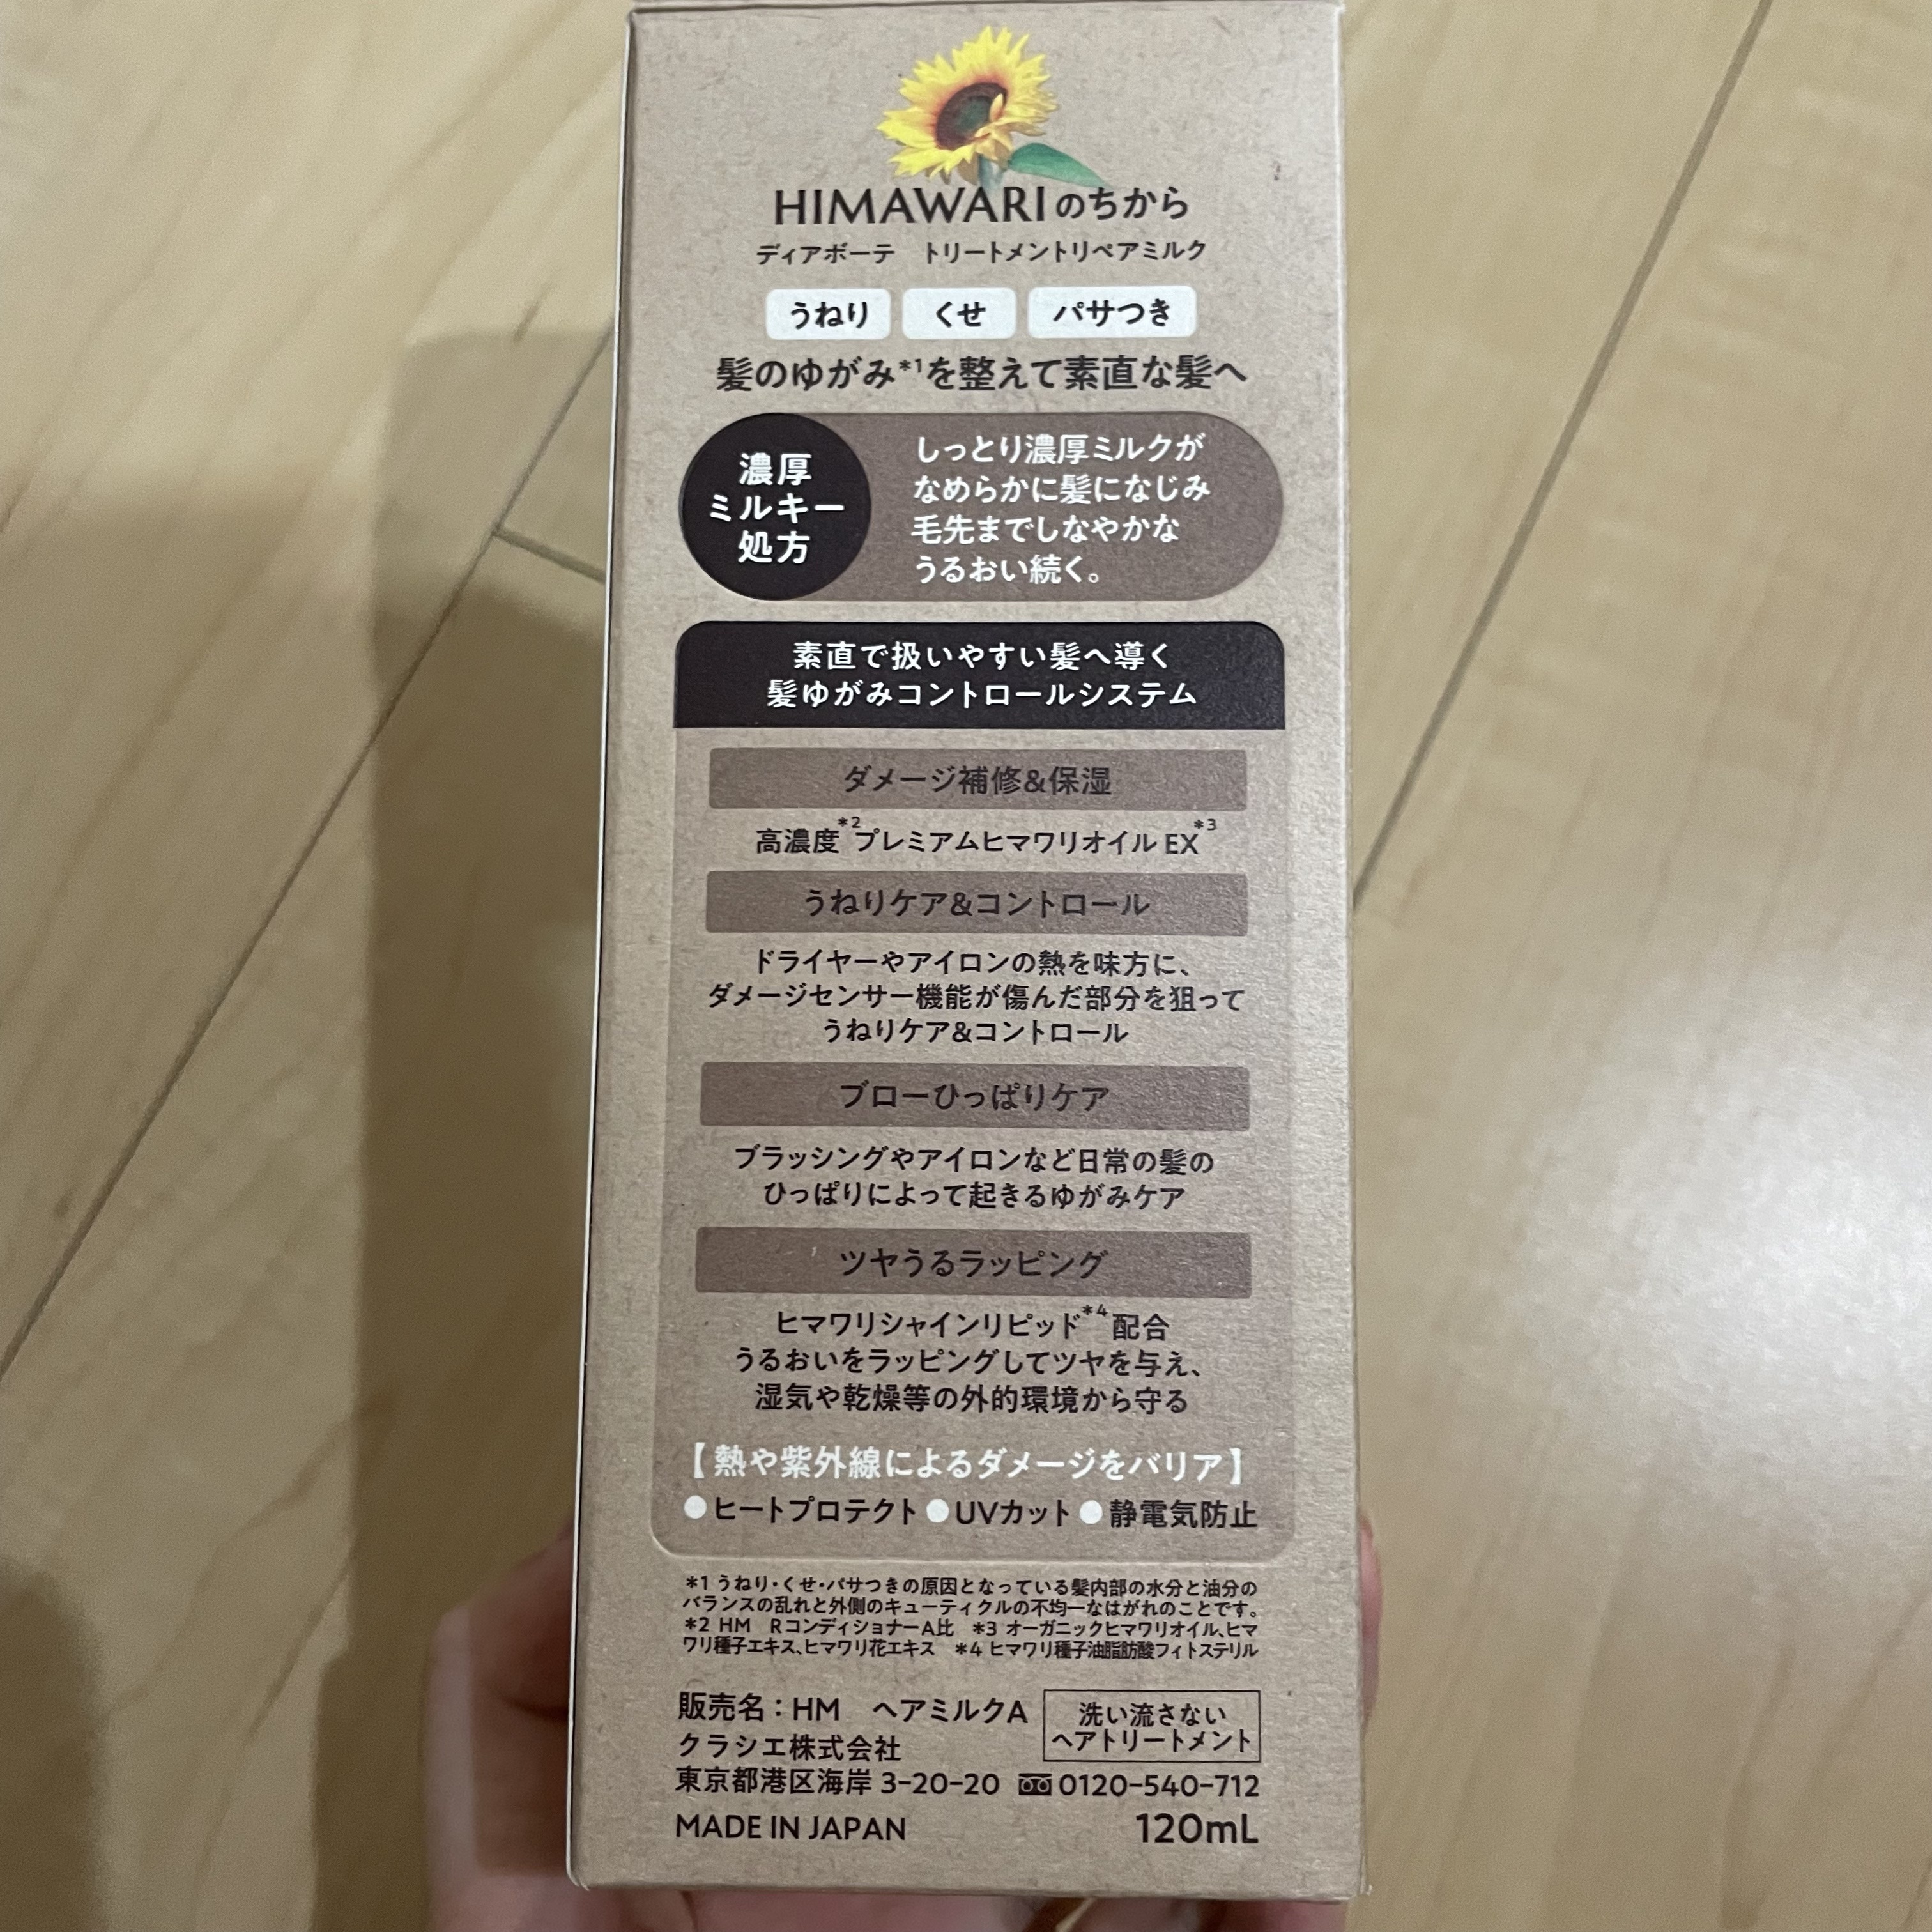 HIMAWARIのちから
ディアボーテ　トリートメントリペアミルク
うねり くせ パサつき
髪のゆがみ*1を整えて素直な髪へ
濃厚
ミルキー
処方
しっとり濃厚ミルクが
なめらかに髪になじみ
毛先までしなやかな
うるおい続く。
素直で扱いやすい髪へ導く
髪ゆがみコントロールシステム
ダメージ補修&保湿
高濃度*2プレミアムヒマワリオイル EX*3
うねりケア&コントロール
ドライヤーやアイロンの熱を味方に、
ダメージセンサー機能が傷んだ部分を狙って
うねりケア&コントロール
ブローひっぱりケア
ブラッシングやアイロンなど日常の髪の
ひっぱりによって起きるゆがみケア
ツヤうるラッピング
ヒマワリシャインリピッド*4配合
うるおいをラッピングしてツヤを与え、
湿気や乾燥等の外的環境から守る
【熱や紫外線によるダメージをバリア】
●ヒートプロテクト●UVカット●静電気防止
*1 うねり・くせ・パサつきの原因となっている髪内部の水分と油分の
バランスの乱れと外側のキューティクルの不均一なはがれのことです。
*2 HM　RコンディショナーA比　*3 オーガニックヒマワリオイル、ヒマ
ワリ種子エキス、ヒマワリ花エキス　*4 ヒマワリ種子油脂肪酸フィトステリル
販売名：HM　ヘアミルクA
洗い流さない
ヘアトリートメント
クラシエ株式会社
東京都港区海岸 3-20-20 0120-540-712
MADE IN JAPAN 120mL